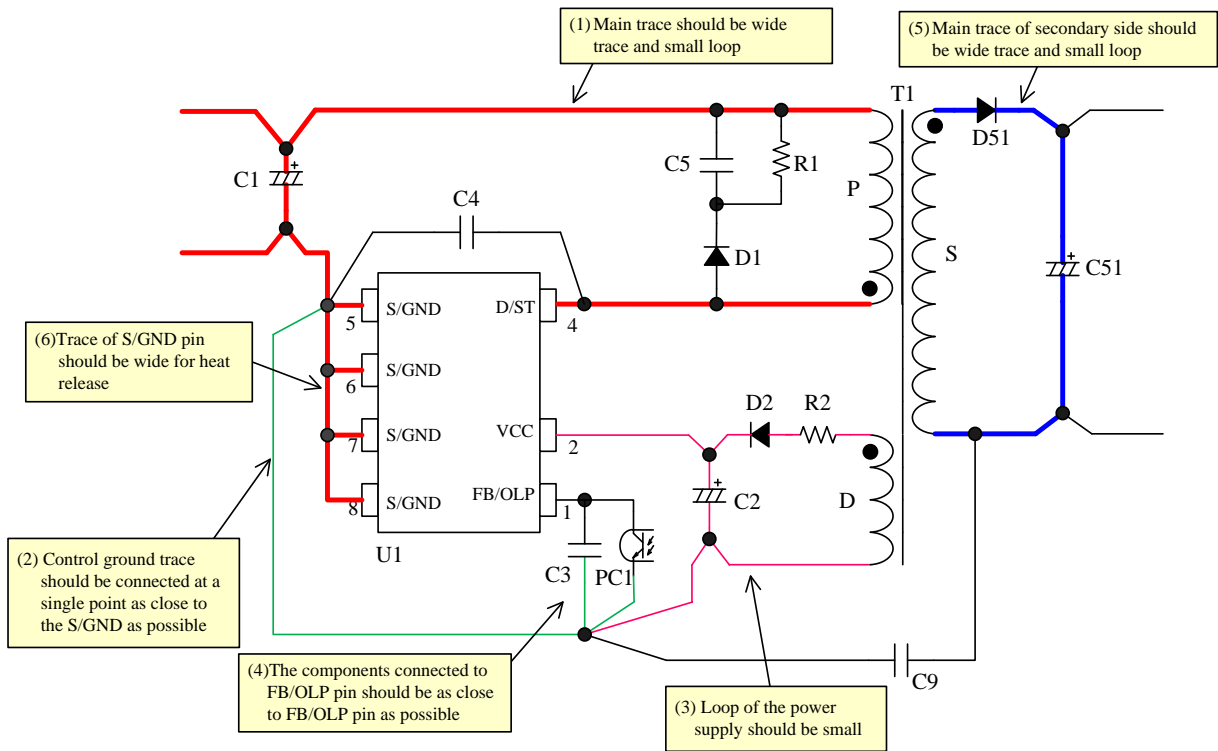 (1) Main trace should be wide
trace and small loop
(5) Main trace of secondary side should
be wide trace and small loop
T1
D51
C1
C5
R1
P
C4
S
C51
D1
S/GND
D/ST
5
4
(6)Trace of S/GND pin
should be wide for heat
release
S/GND
6
D2
R2
S/GND
VCC
7
2
S/GND
FB/OLP
8
1
C2
D
U1
C3
PC1
(2) Control ground trace
should be connected at a
single point as close to
the S/GND as possible
(4)The components connected to
FB/OLP pin should be as close
to FB/OLP pin as possible
C9
(3) Loop of the power
supply should be small
+
+
+